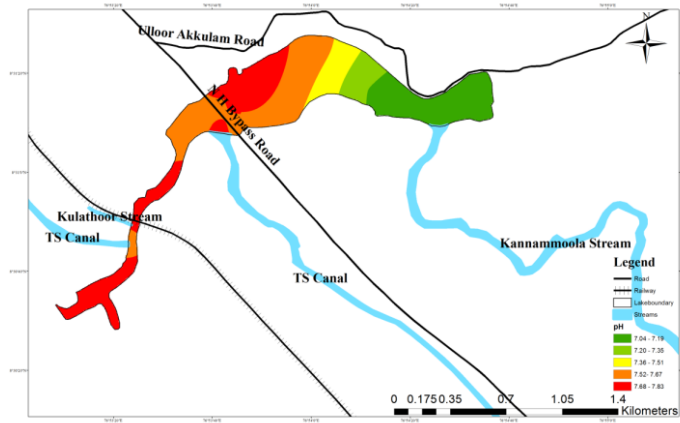 N
Ulloor Akkulam Road
N H Bypass Road
Kulathoor Stream
TS Canal
TS Canal
Kannammoola Stream
Legend
Road
Railway
Lakeboundary
Streams
pH
7.04 - 7.19
7.20 - 7.35
7.36 - 7.51
7.52- 7.67
7.68 - 7.83
0 0.175 0.35 0.7 1.05 1.4
Kilometers